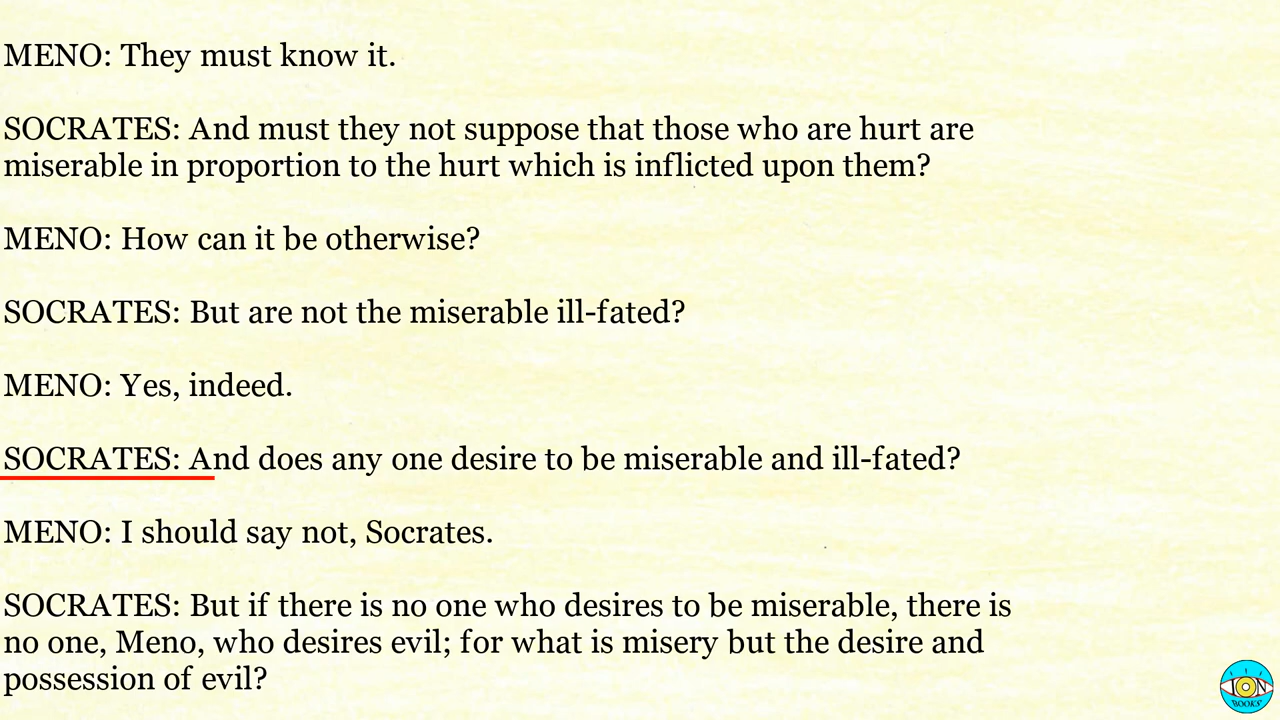 MENO: They must know it.
SOCRATES: And must they not suppose that those who are hurt are
miserable in proportion to the hurt which is inflicted upon them?
MENO: How can it be otherwise?
SOCRATES: But are not the miserable ill-fated?
MENO: Yes, indeed.
SOCRATES: And does any one desire to be miserable and ill-fated?
MENO: I should say not, Socrates.
SOCRATES: But if there is no one who desires to be miserable, there is
no one, Meno, who desires evil; for what is misery but the desire and
possession of evil?
ION
BOOKS